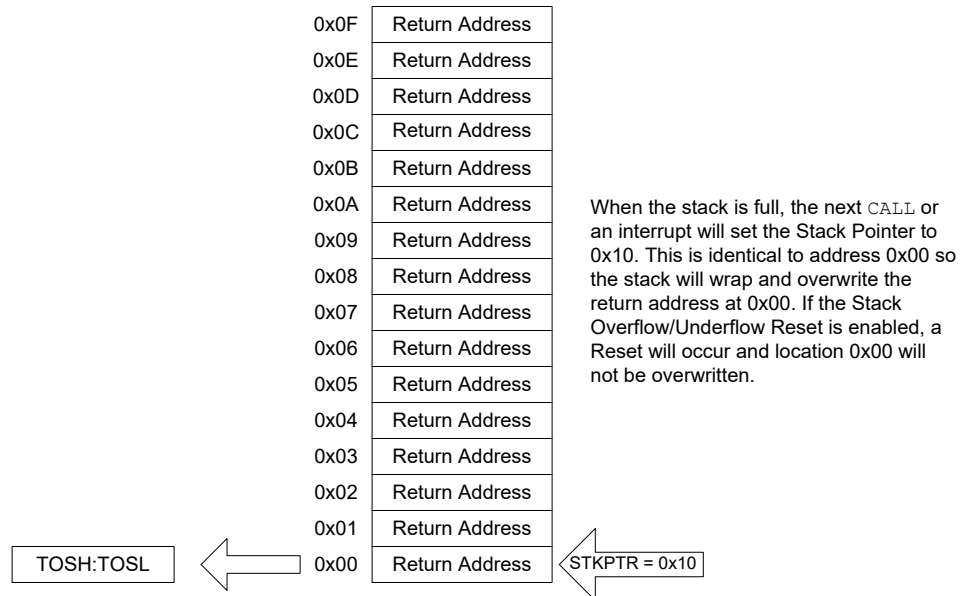 0x0F Return Address
0x0E Return Address
0x0D Return Address
0x0C Return Address
0x0B Return Address
0x0A Return Address
0x09 Return Address
0x08 Return Address
0x07 Return Address
0x06 Return Address
0x05 Return Address
0x04 Return Address
0x03 Return Address
0x02 Return Address
0x01 Return Address
TOSH:TOSL 0x00 Return Address STKPTR = 0x10
When the stack is full, the next CALL or
an interrupt will set the Stack Pointer to
0x10. This is identical to address 0x00 so
the stack will wrap and overwrite the
return address at 0x00. If the Stack
Overflow/Underflow Reset is enabled, a
Reset will occur and location 0x00 will
not be overwritten.